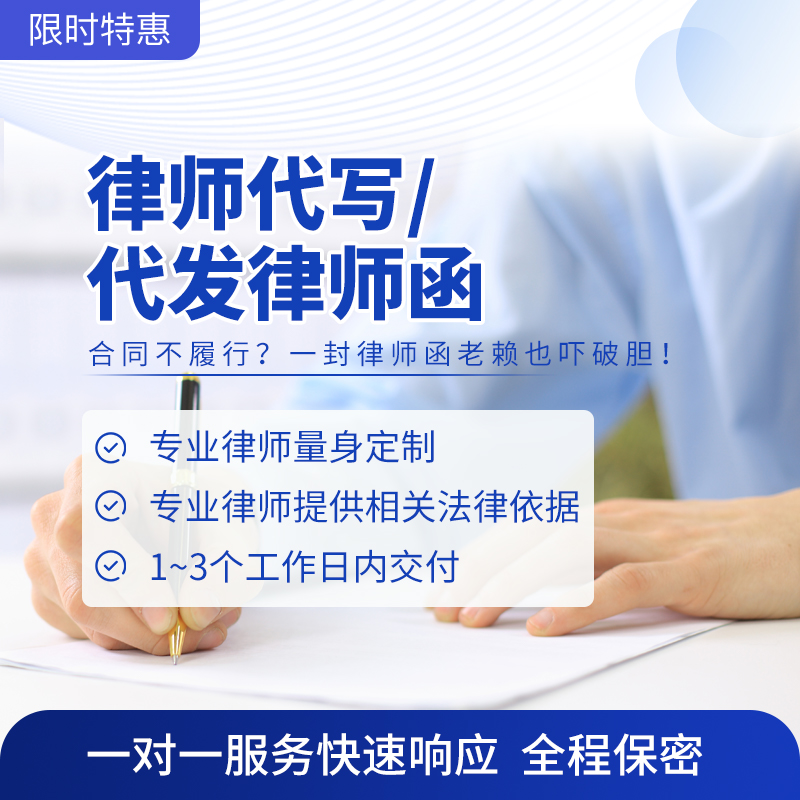 限时特惠
律师代写/
代发律师函
合同不履行？一封律师函老赖也吓破胆！
专业律师量身定制
专业律师提供相关法律依据
1~3个工作日内交付
一对一服务快速响应 全程保密